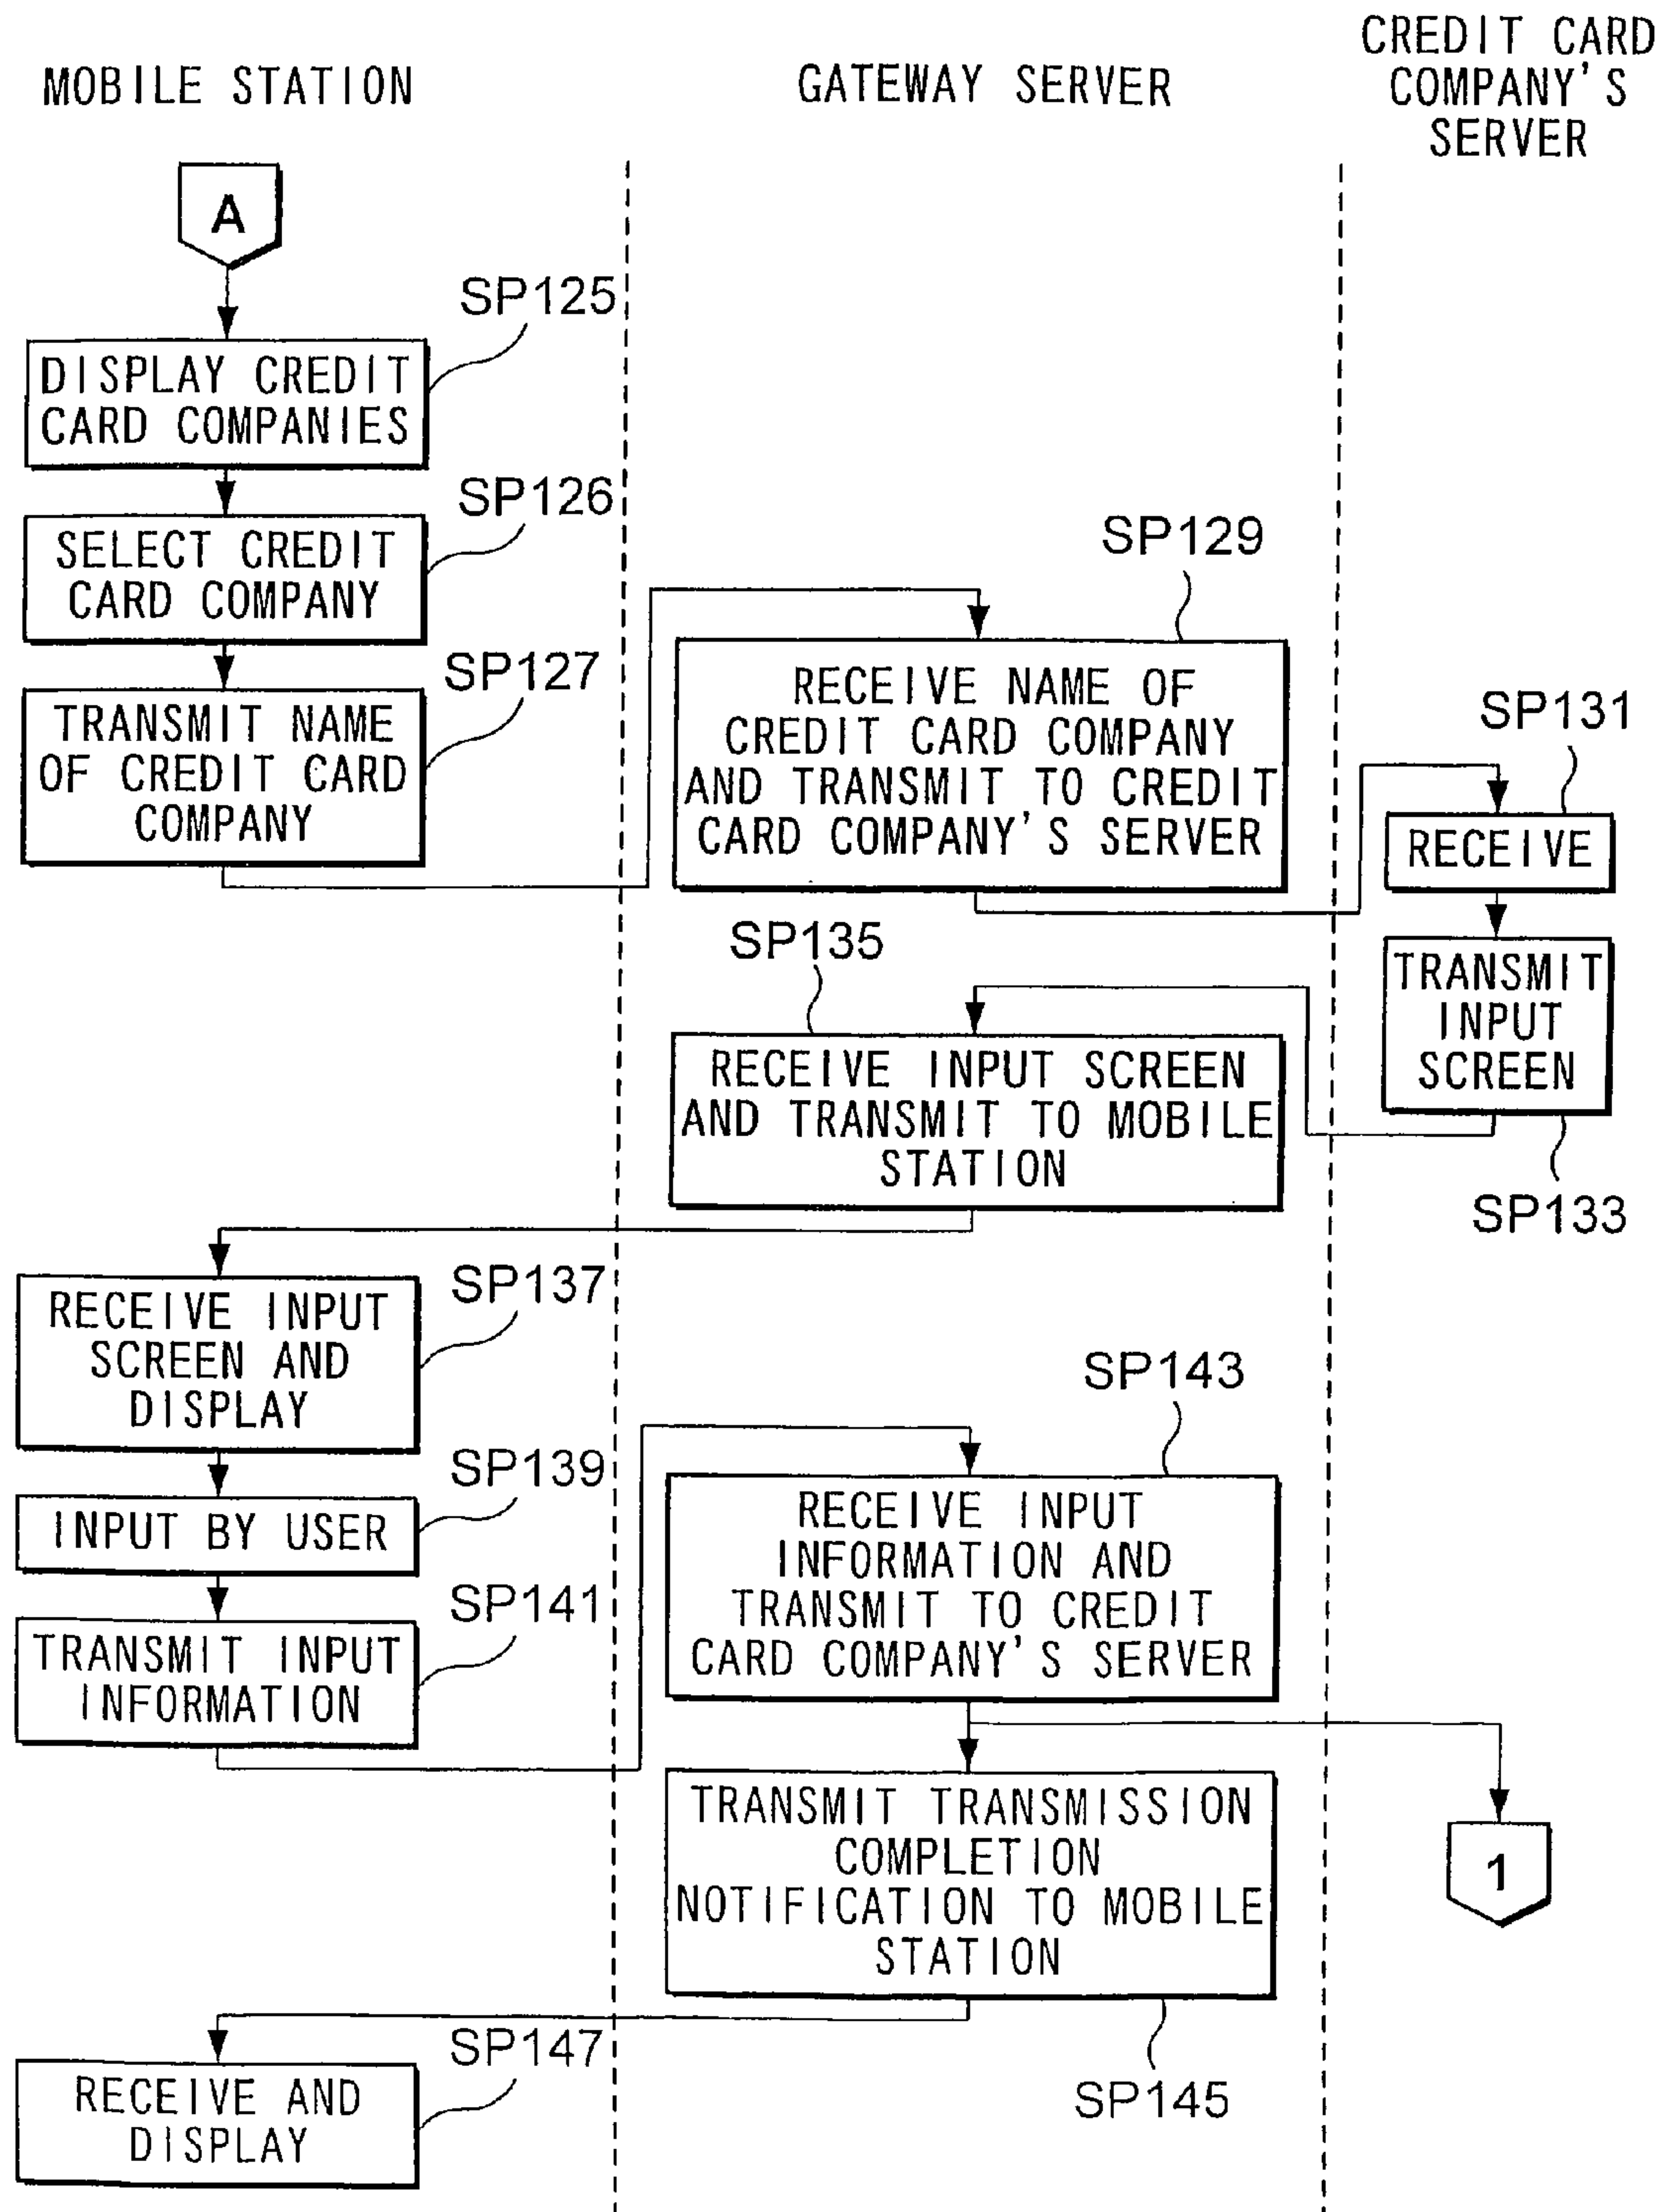 MOBILE STATION
GATEWAY SERVER
CREDIT CARD
COMPANY'S
SERVER
A
SP125
DISPLAY CREDIT
CARD COMPANIES
SP126
SELECT CREDIT
CARD COMPANY
SP127
TRANSMIT NAME
OF CREDIT CARD
COMPANY
SP129
RECEIVE NAME OF
CREDIT CARD COMPANY
AND TRANSMIT TO CREDIT
CARD COMPANY'S SERVER
SP131
RECEIVE
TRANSMIT
INPUT
SCREEN
SP133
SP135
RECEIVE INPUT SCREEN
AND TRANSMIT TO MOBILE
STATION
SP137
RECEIVE INPUT
SCREEN AND
DISPLAY
SP139
INPUT BY USER
SP141
TRANSMIT INPUT
INFORMATION
SP143
RECEIVE INPUT
INFORMATION AND
TRANSMIT TO CREDIT
CARD COMPANY'S SERVER
1
TRANSMIT TRANSMISSION
COMPLETION
NOTIFICATION TO MOBILE
STATION
SP145
SP147
RECEIVE AND
DISPLAY